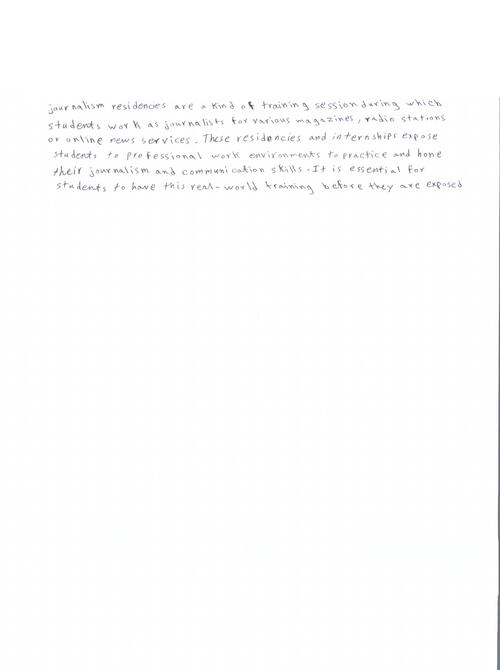 journalism residencies are a kind of training session during which
students work as journalists for various magazines, radio stations
or online news services. These residencies and internships expose
students to professional work environments to practice and hone
their journalism and communication skills. It is essential for
students to have this real-world training before they are exposed